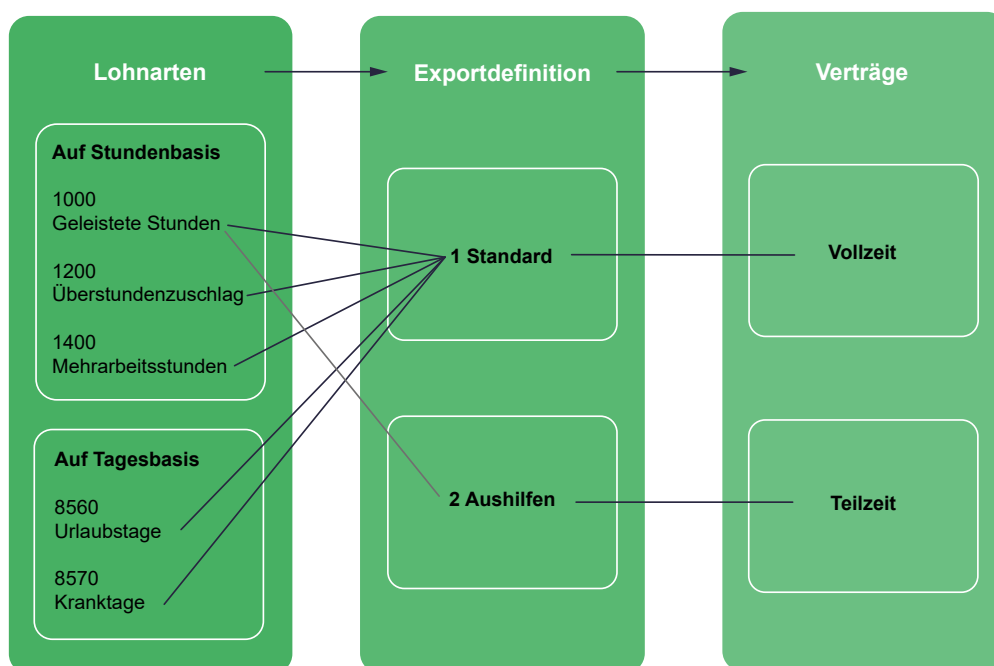 Lohnarten
Auf Stundenbasis
1000
Geleistete Stunden
1200
Überstundenzuschlag
1400
Mehrarbeitsstunden
Auf Tagesbasis
8560
Urlaubstage
8570
Kranktage
Exportdefinition
1 Standard
2 Aushilfen
Verträge
Vollzeit
Teilzeit